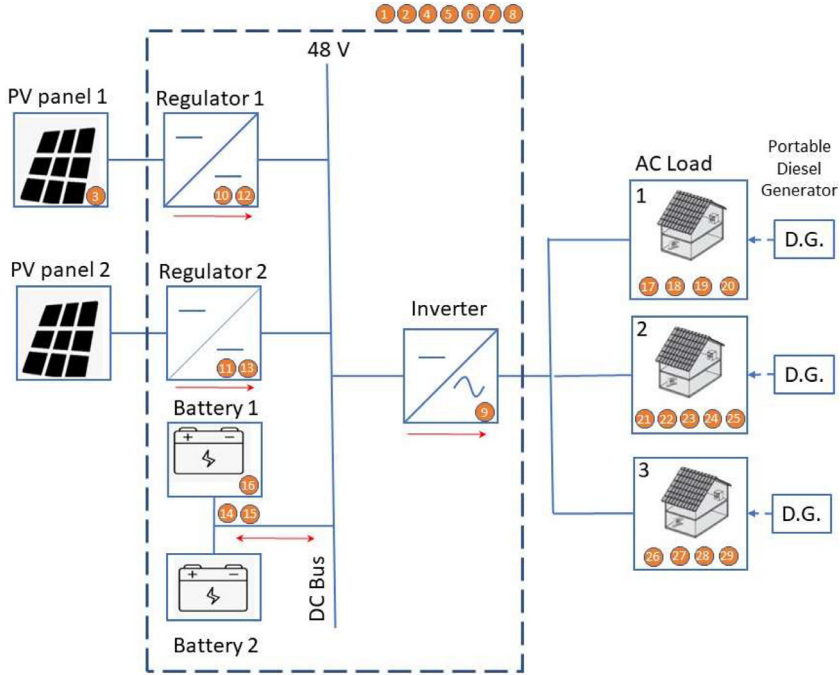 1 2 4 5 6 7 8
48 V
PV panel 1
Regulator 1
3
10 12
PV panel 2
Regulator 2
11 13
Battery 1
+ −
16
14 15
+ −
Battery 2
DC Bus
Inverter
9
AC Load
Portable
Diesel
Generator
1
17 18 19 20
D.G.
2
21 22 23 24 25
D.G.
3
26 27 28 29
D.G.